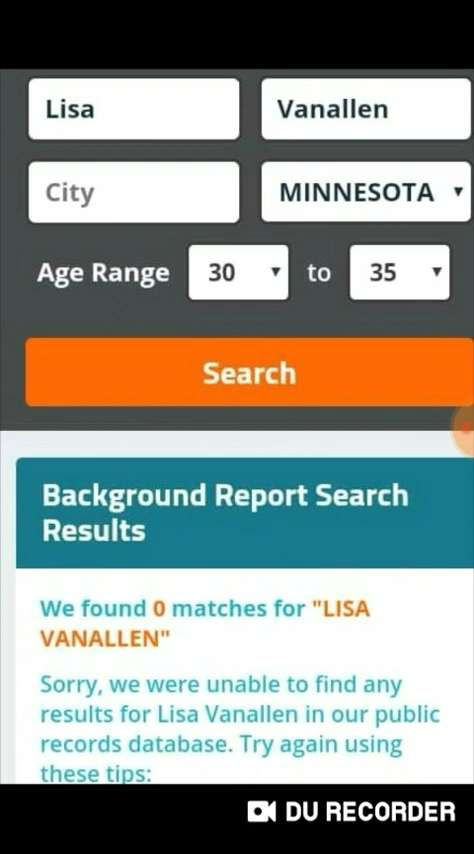 Lisa Vanallen
City MINNESOTA
Age Range 30 to 35
Search
Background Report Search
Results
We found 0 matches for "LISA
VANALLEN"
Sorry, we were unable to find any
results for Lisa Vanallen in our public
records database. Try again using
these tips:
DU RECORDER